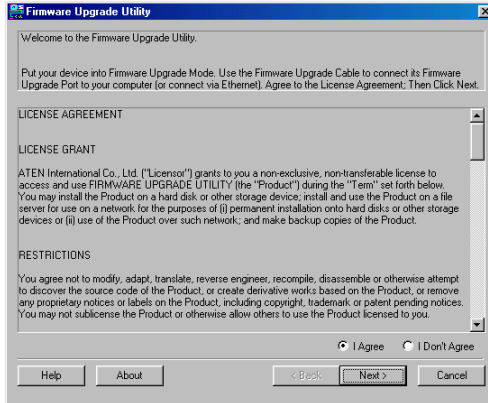 Firmware Upgrade Utility
Welcome to the Firmware Upgrade Utility.
Put your device into Firmware Upgrade Mode. Use the Firmware Upgrade Cable to connect its Firmware
Upgrade Port to your computer (or connect via Ethernet). Agree to the License Agreement; Then Click Next.
LICENSE AGREEMENT
LICENSE GRANT
ATEN International Co., Ltd. ("Licensor") grants to you a non-exclusive, non-transferable license to
access and use FIRMWARE UPGRADE UTILITY (the "Product") during the "Term" set forth below.
You may install the Product on a hard disk or other storage device; install and use the Product on a file
server for use on a network for the purposes of (i) permanent installation onto hard disks or other storage
devices or (ii) use of the Product over such network; and make backup copies of the Product.
RESTRICTIONS
You agree not to modify, adapt, translate, reverse engineer, recompile, disassemble or otherwise attempt
to discover the source code of the Product, or create derivative works based on the Product, or remove
any proprietary notices or labels on the Product, including copyright, trademark or patent pending notices.
You may not sublicense the Product or otherwise allow others to use the Product licensed to you.
I Agree I Don't Agree
Help About < Back Next > Cancel